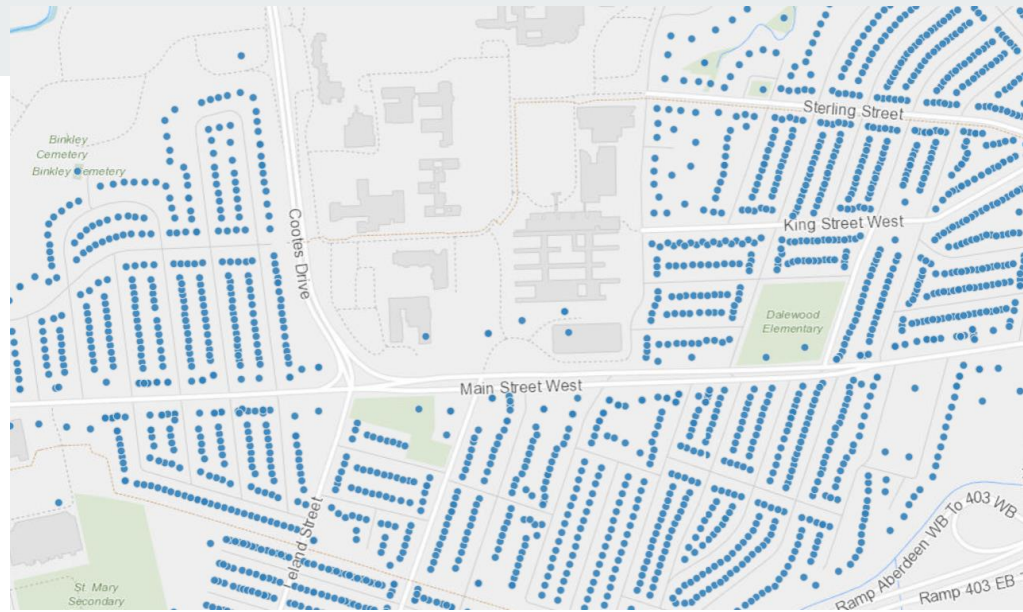 Sterling Street
Binkley
Cemetery
Binkley Cemetery
King Street West
Cootes Drive
Dalewood
Elementary
Main Street West
Leland Street
Ramp Aberdeen WB To 403 WB
Ramp 403 EB
St. Mary
Secondary